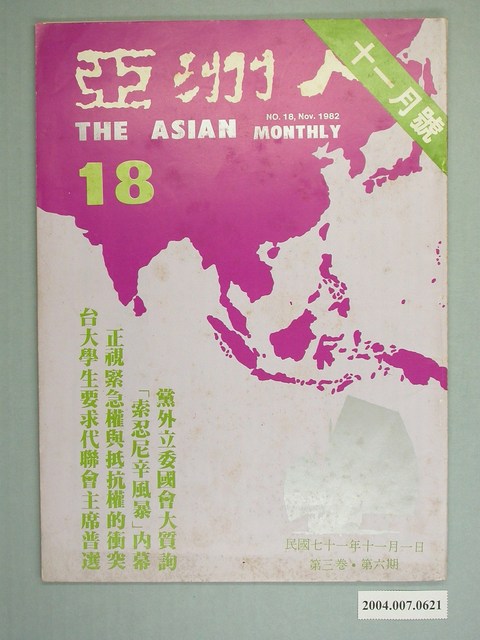 亞洲人
十一月號
NO. 18, Nov. 1982
THE ASIAN MONTHLY
18
黨外立委國會大質詢
「索忍尼辛風暴」內幕
正視緊急權與抵抗權的衝突
台大學生要求代聯會主席普選
民國七十一年十一月一日
第三卷・第六期
2004.007.0621